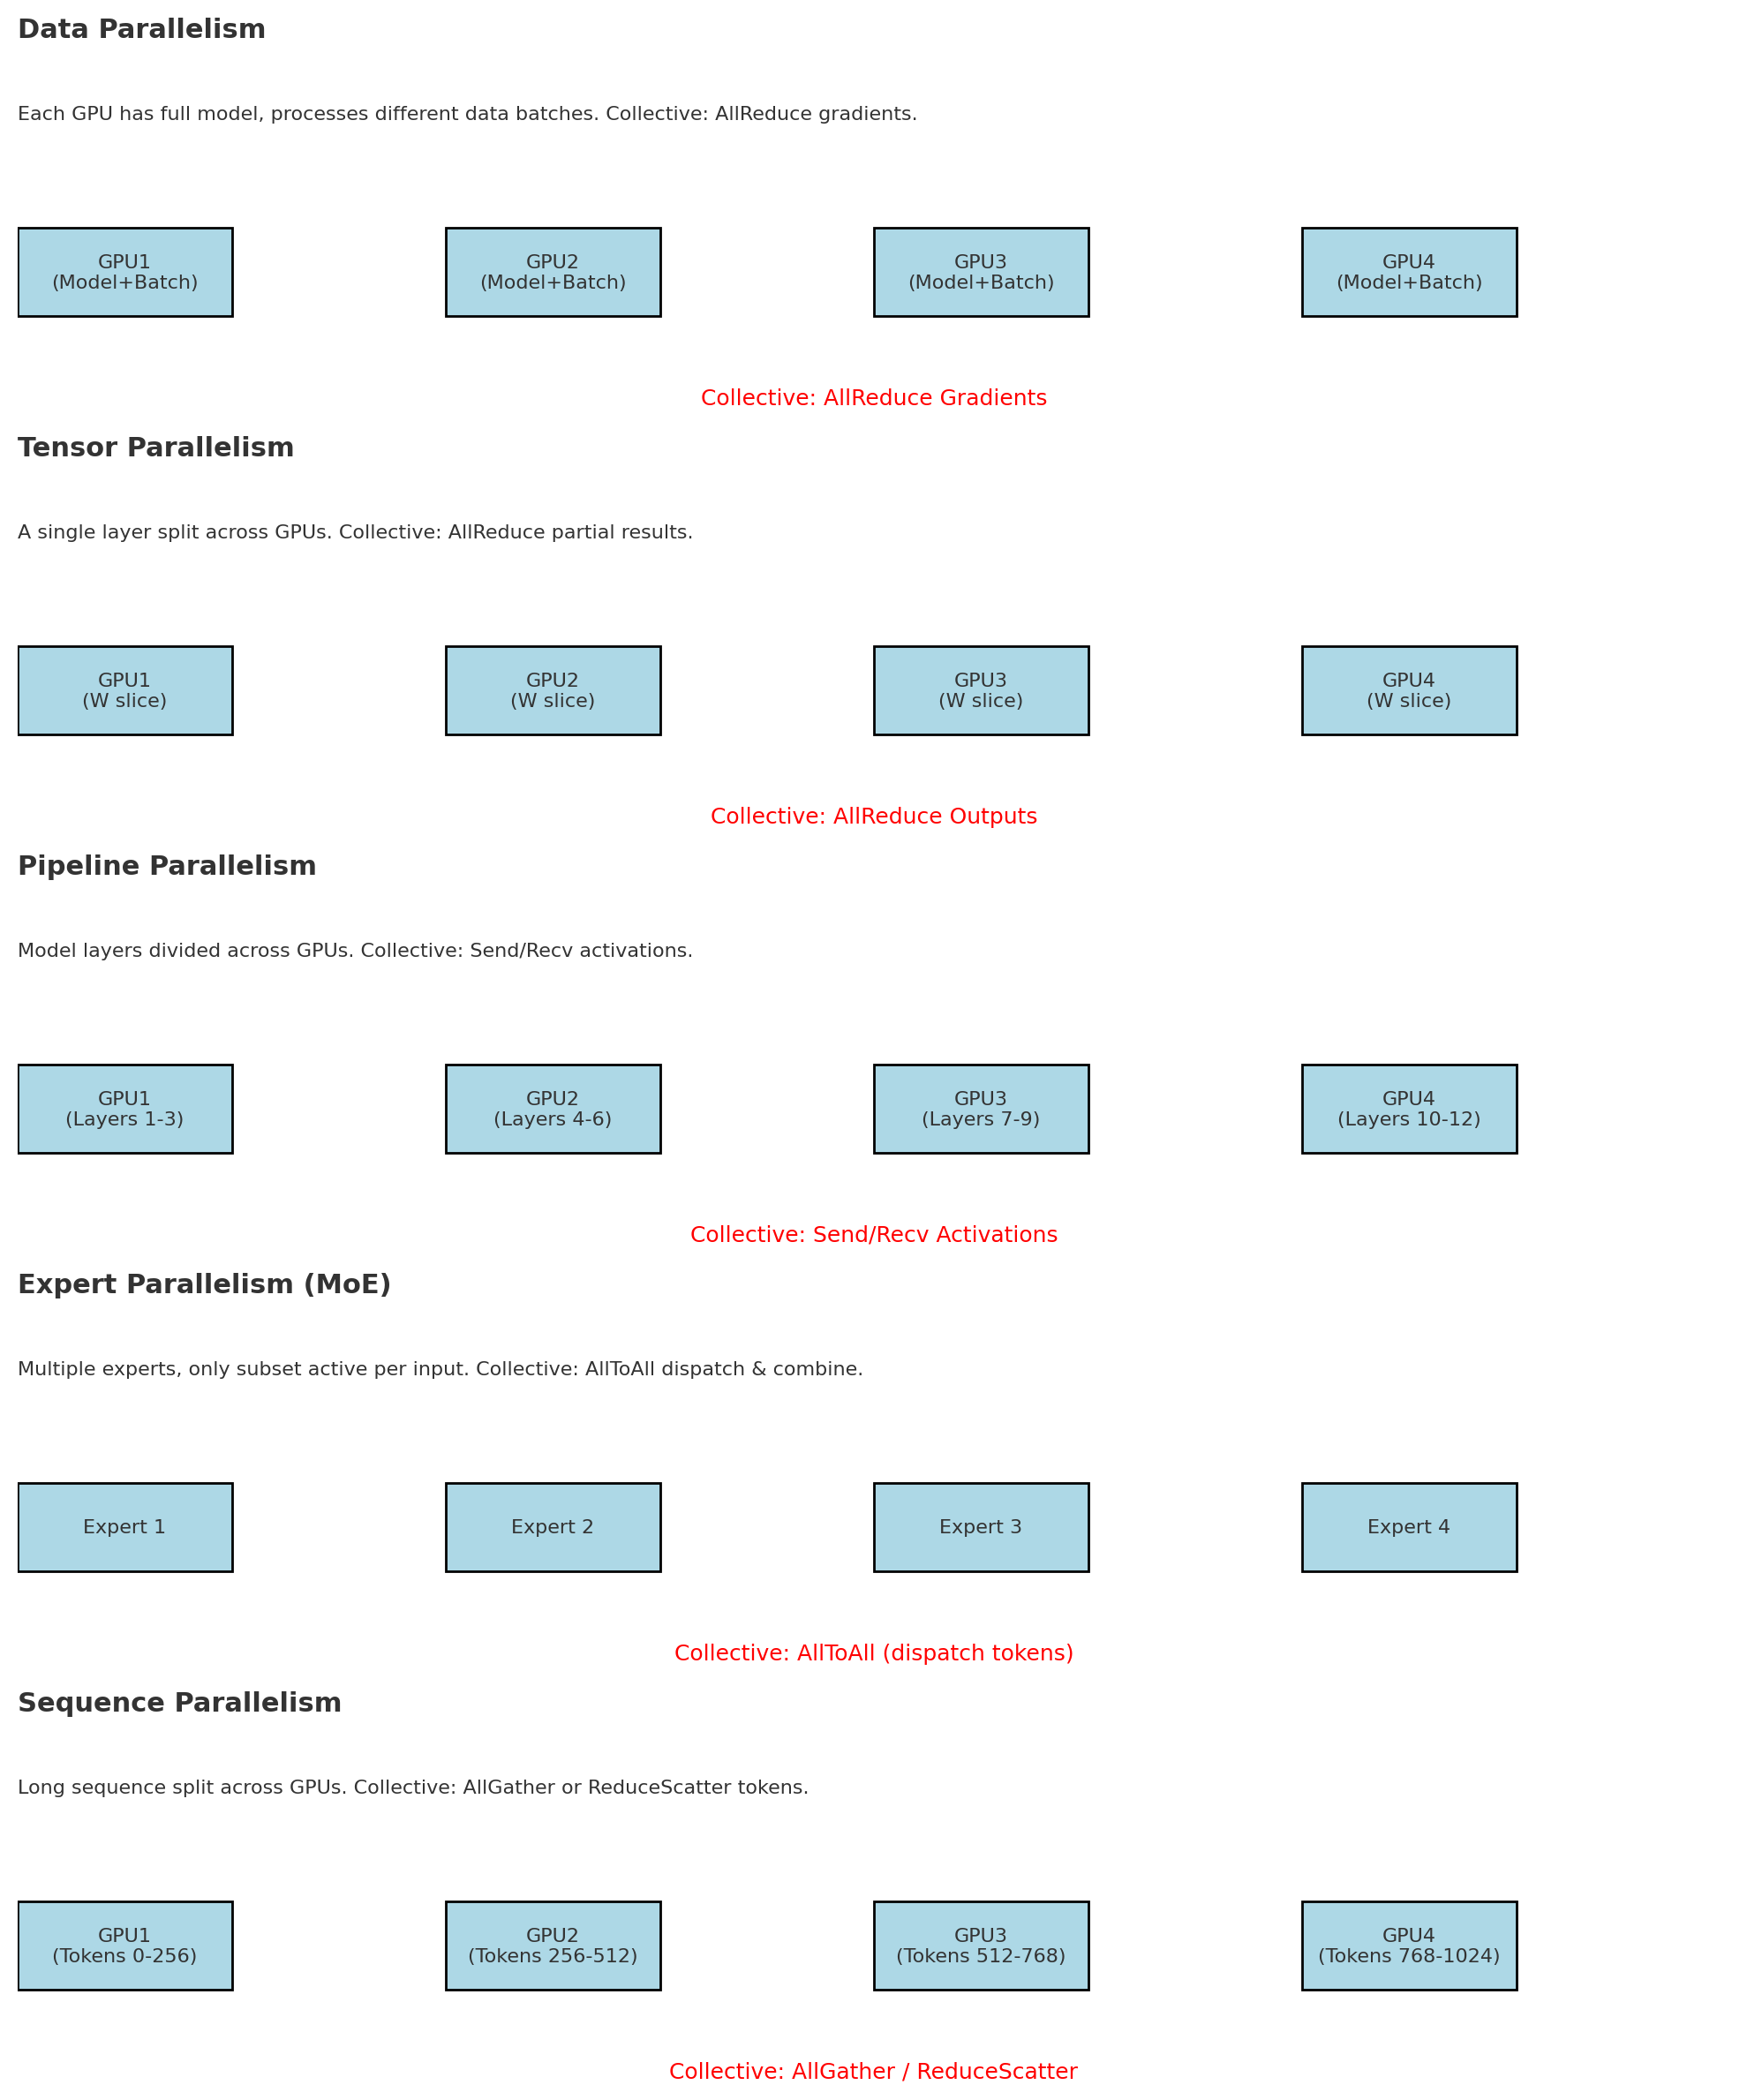 Data Parallelism
Each GPU has full model, processes different data batches. Collective: AllReduce gradients.
GPU1
(Model+Batch)
GPU2
(Model+Batch)
GPU3
(Model+Batch)
GPU4
(Model+Batch)
Collective: AllReduce Gradients
Tensor Parallelism
A single layer split across GPUs. Collective: AllReduce partial results.
GPU1
(W slice)
GPU2
(W slice)
GPU3
(W slice)
GPU4
(W slice)
Collective: AllReduce Outputs
Pipeline Parallelism
Model layers divided across GPUs. Collective: Send/Recv activations.
GPU1
(Layers 1-3)
GPU2
(Layers 4-6)
GPU3
(Layers 7-9)
GPU4
(Layers 10-12)
Collective: Send/Recv Activations
Expert Parallelism (MoE)
Multiple experts, only subset active per input. Collective: AllToAll dispatch & combine.
Expert 1
Expert 2
Expert 3
Expert 4
Collective: AllToAll (dispatch tokens)
Sequence Parallelism
Long sequence split across GPUs. Collective: AllGather or ReduceScatter tokens.
GPU1
(Tokens 0-256)
GPU2
(Tokens 256-512)
GPU3
(Tokens 512-768)
GPU4
(Tokens 768-1024)
Collective: AllGather / ReduceScatter